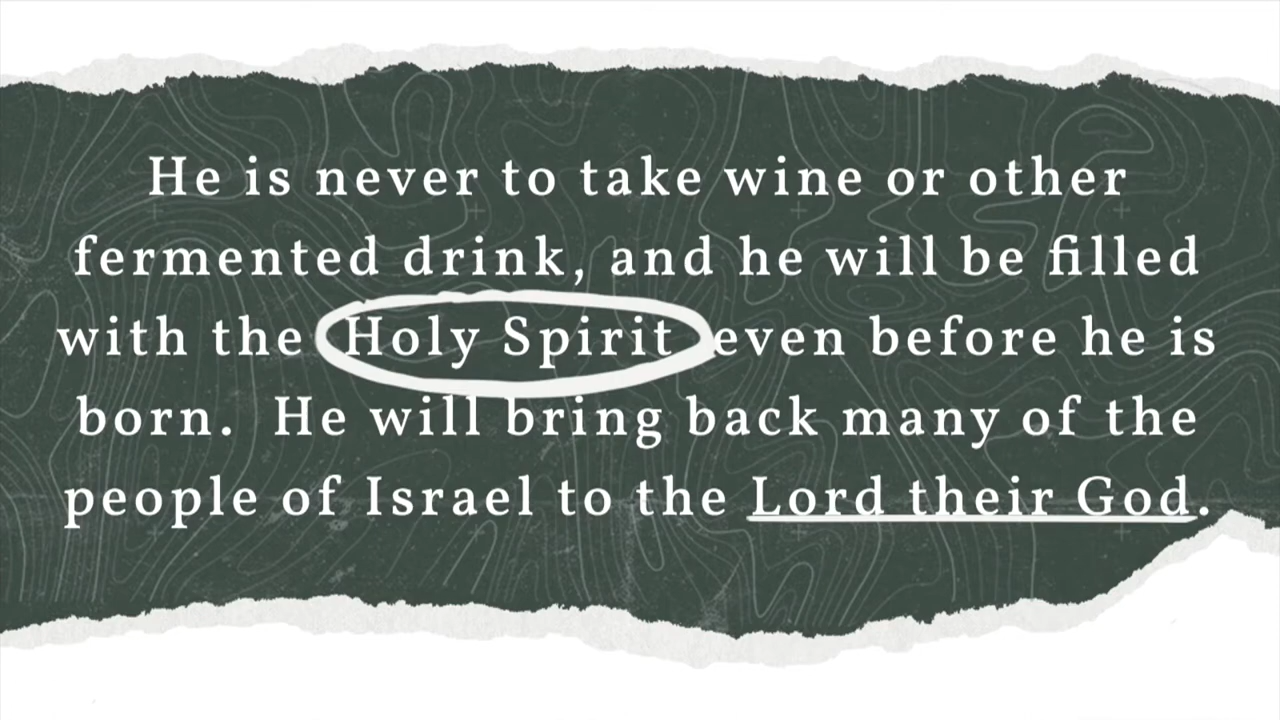 He is never to take wine or other
fermented drink, and he will be filled
with the Holy Spirit even before he is
born. He will bring back many of the
people of Israel to the Lord their God.